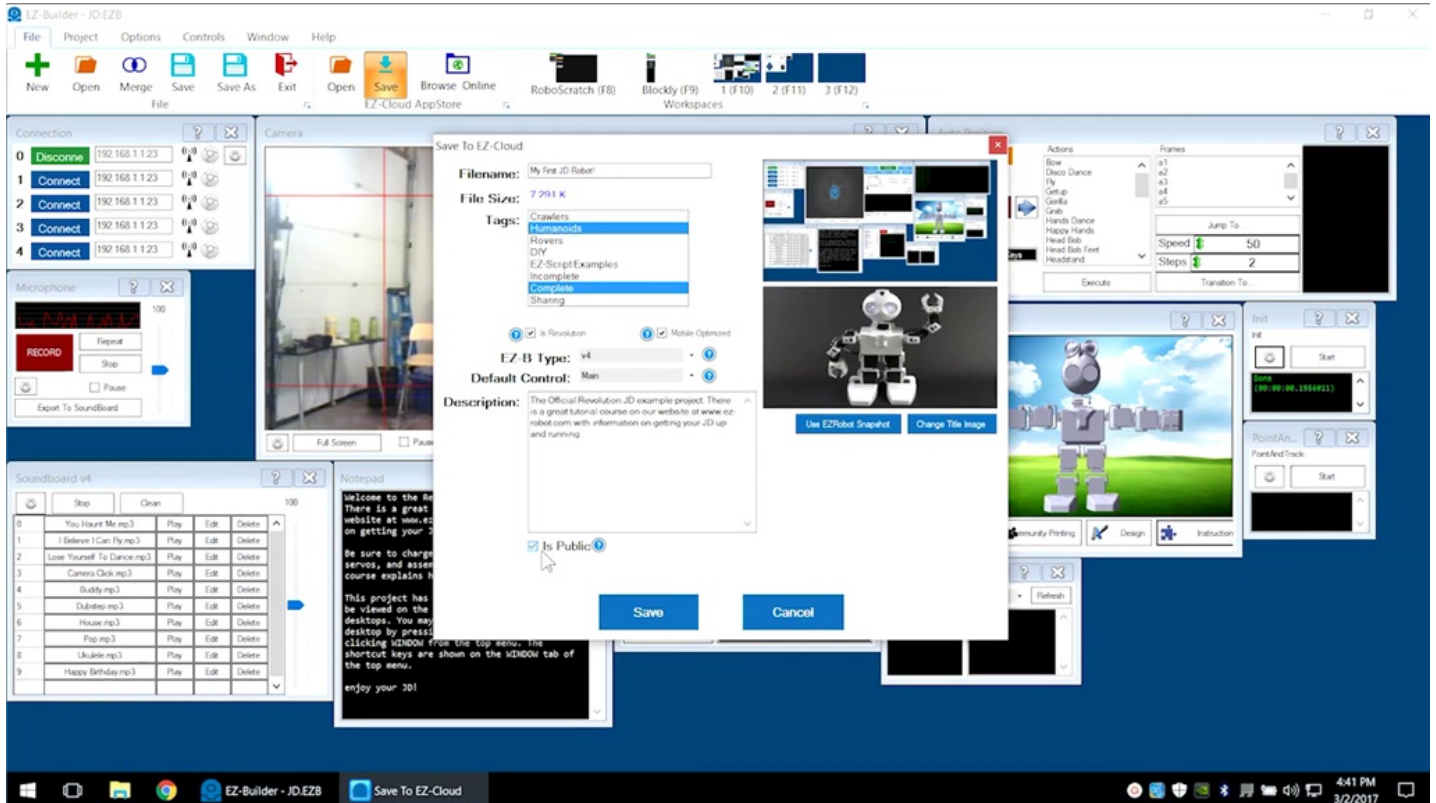 EZ-Builder - JD.EZB
File Project Options Controls Window Help
New Open Merge Save Save As Exit Open Save Browse Online RoboScratch (F8) Blockly (F9) 1 (F10) 2 (F11) 3 (F12)
File EZ-Cloud AppStore Workspaces
Connection
0 Disconne 192.168.1.1:23
1 Connect 192.168.1.1:23
2 Connect 192.168.1.1:23
3 Connect 192.168.1.1:23
4 Connect 192.168.1.1:23
Microphone
100
RECORD
Repeat
Stop
Pause
Export To SoundBoard
Camera
Full Screen
Soundboard v4
Stop Clean 100
0 You Haunt Me.mp3 Play Edit Delete
1 I Believe I Can Fly.mp3 Play Edit Delete
2 Lose Yourself To Dance.mp3 Play Edit Delete
3 Camera Click.mp3 Play Edit Delete
4 Buddy.mp3 Play Edit Delete
5 Dubstep.mp3 Play Edit Delete
6 House.mp3 Play Edit Delete
7 Pop.mp3 Play Edit Delete
8 Ukulele.mp3 Play Edit Delete
9 Happy Birthday.mp3 Play Edit Delete
Notepad
Welcome to the Re
There is a great
website at www.ez
on getting your J
Be sure to charge
servos, and assem
course explains h
This project has
be viewed on the
desktops. You may
desktop by pressi
clicking WINDOW from the top menu. The
shortcut keys are shown on the WINDOW tab of
the top menu.
enjoy your JD!
Save To EZ-Cloud
Filename: My First JD Robot!
File Size: 7 291 K
Tags:
Crawlers
Humanoids
Rovers
DIY
EZ-Script Examples
Incomplete
Complete
Sharing
Is Revolution Mobile Optimized
EZ-B Type: v4
Default Control: Main
Description: The Official Revolution JD example project. There
is a great tutorial course on our website at www.ez-
robot.com with information on getting your JD up
and running.
Is Public
Save Cancel
Use EZRobot Snapshot Change Title Image
Auto Position
Actions
Bow
Disco Dance
Fly
Getup
Gorilla
Grab
Hands Dance
Happy Hands
Head Bob
Head Bob Feet
Headstand
Execute
Frames
a1
a2
a3
a4
a5
Jump To...
Speed 50
Steps 2
Transition To...
Design Instruction
Init
Init
Start
Done
(00:00:00.1556011)
PointAn...
PointAndTrack
Start
Refresh
EZ-Builder - JD.EZB Save To EZ-Cloud
4:41 PM
3/2/2017